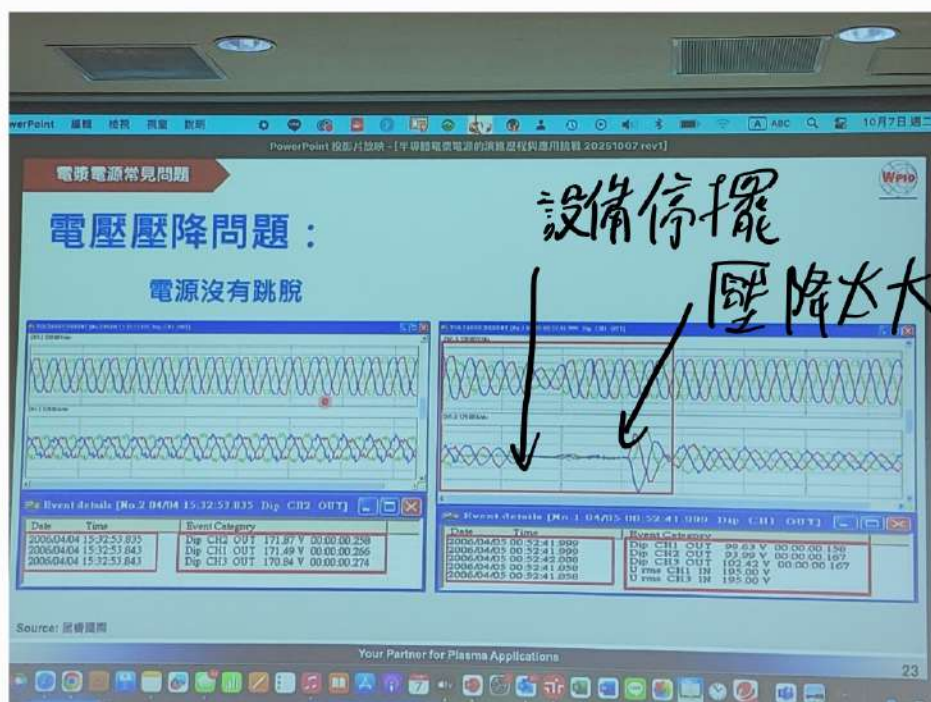 werPoint 編輯 檢視 視窗 說明
A ABC
10月7日 週二
PowerPoint 投影片放映 - [半導體電漿電源的演進歷程與應用挑戰 20251007 rev1]
電漿電源常見問題
WPIO
電壓壓降問題：
電源沒有跳脫
設備停擺
壓降太大
Event details [No.2 04/04 15:32:53.835 Dip CH2 OUT]
Date Time Event Category
2006/04/04 15:32:53.835 Dip CH2 OUT 171.87 V 00:00:00.258
2006/04/04 15:32:53.843 Dip CH1 OUT 171.49 V 00:00:00.266
2006/04/04 15:32:53.843 Dip CH3 OUT 170.84 V 00:00:00.274
Event details [No.1 04/05 00:52:41.999 Dip CH1 OUT]
Date Time Event Category
2006/04/05 00:52:41.999 Dip CH1 OUT 99.63 V 00:00:00.158
2006/04/05 00:52:41.999 Dip CH2 OUT 93.99 V 00:00:00.167
2006/04/05 00:52:42.008 Dip CH3 OUT 102.42 V 00:00:00.167
2006/04/05 00:52:41.058 U rms CH1 IN 195.00 V
2006/04/05 00:52:41.058 U rms CH3 IN 195.00 V
Source:
Your Partner for Plasma Applications
23